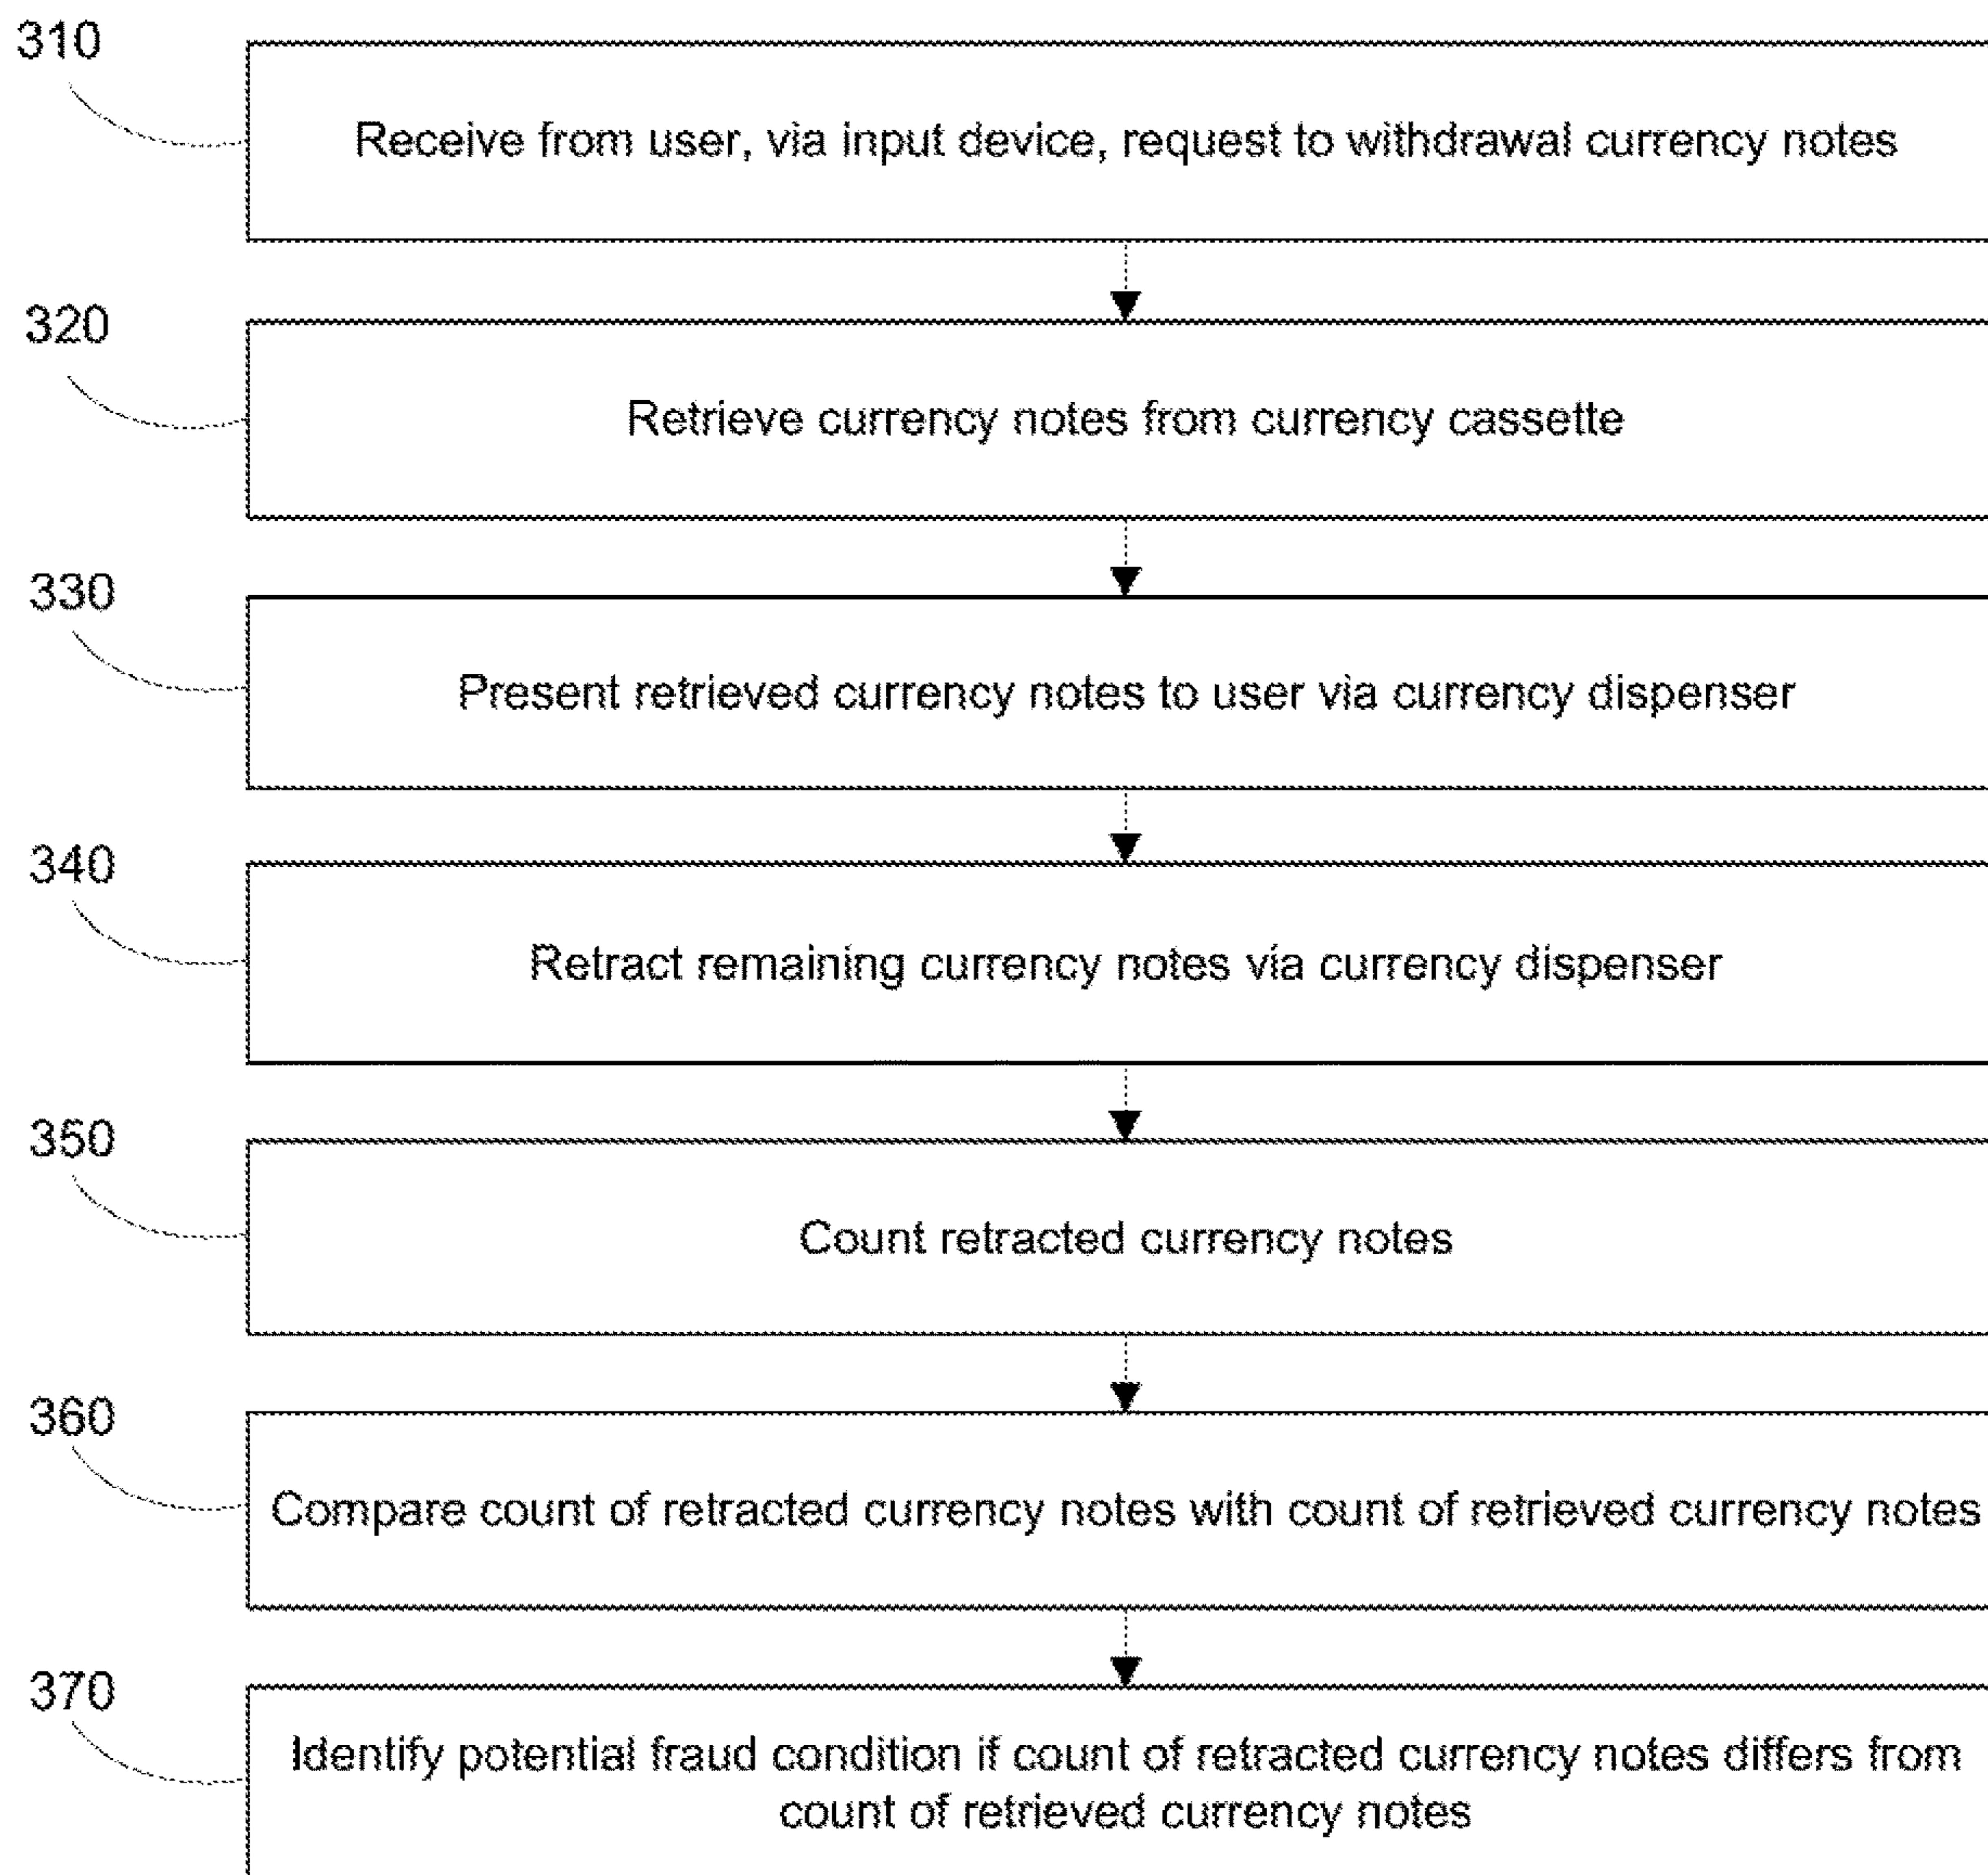 310
Receive from user, via input device, request to withdrawal currency notes
320
Retrieve currency notes from currency cassette
330
Present retrieved currency notes to user via currency dispenser
340
Retract remaining currency notes via currency dispenser
350
Count retracted currency notes
360
Compare count of retracted currency notes with count of retrieved currency notes
370
Identify potential fraud condition if count of retracted currency notes differs from
count of retrieved currency notes